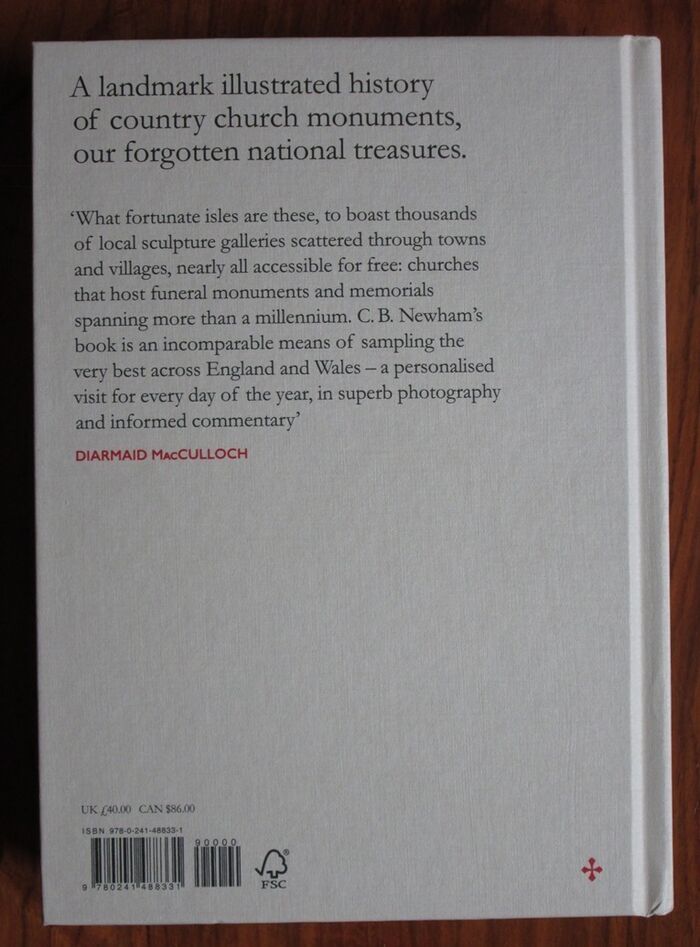 A landmark illustrated history
of country church monuments,
our forgotten national treasures.
‘What fortunate isles are these, to boast thousands
of local sculpture galleries scattered through towns
and villages, nearly all accessible for free: churches
that host funeral monuments and memorials
spanning more than a millennium. C. B. Newham’s
book is an incomparable means of sampling the
very best across England and Wales – a personalised
visit for every day of the year, in superb photography
and informed commentary’
DIARMAID MacCULLOCH
UK £40.00 CAN $86.00
ISBN 978-0-241-48833-1
90000
9 780241 488331
FSC®